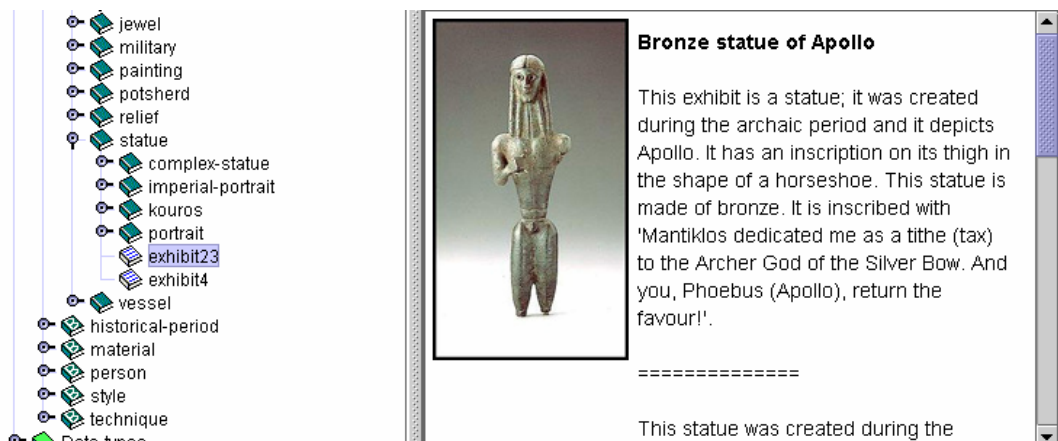 jewel
military
painting
potsherd
relief
statue
complex-statue
imperial-portrait
kouros
portrait
exhibit23
exhibit4
vessel
historical-period
material
person
style
technique
Data types
Bronze statue of Apollo
This exhibit is a statue; it was created
during the archaic period and it depicts
Apollo. It has an inscription on its thigh in
the shape of a horseshoe. This statue is
made of bronze. It is inscribed with
'Mantiklos dedicated me as a tithe (tax)
to the Archer God of the Silver Bow. And
you, Phoebus (Apollo), return the
favour!'.
==============
This statue was created during the